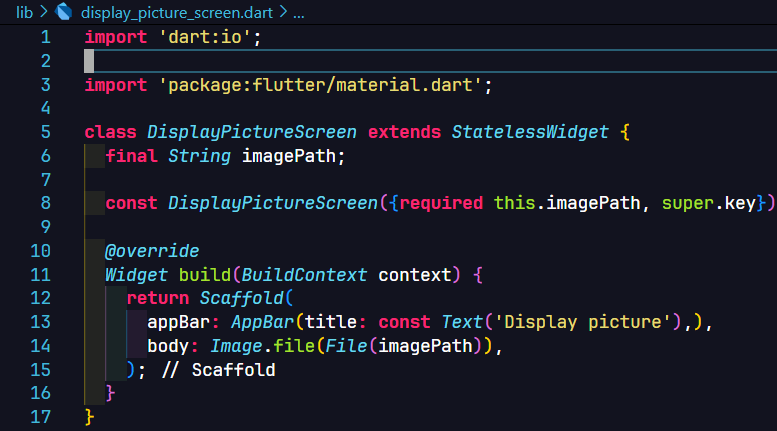 lib > display_picture_screen.dart > ...
1 import 'dart:io';
2
3 import 'package:flutter/material.dart';
4
5 class DisplayPictureScreen extends StatelessWidget {
6   final String imagePath;
7
8   const DisplayPictureScreen({required this.imagePath, super.key})
9
10   @override
11   Widget build(BuildContext context) {
12     return Scaffold(
13       appBar: AppBar(title: const Text('Display picture'),),
14       body: Image.file(File(imagePath)),
15     ); // Scaffold
16   }
17 }